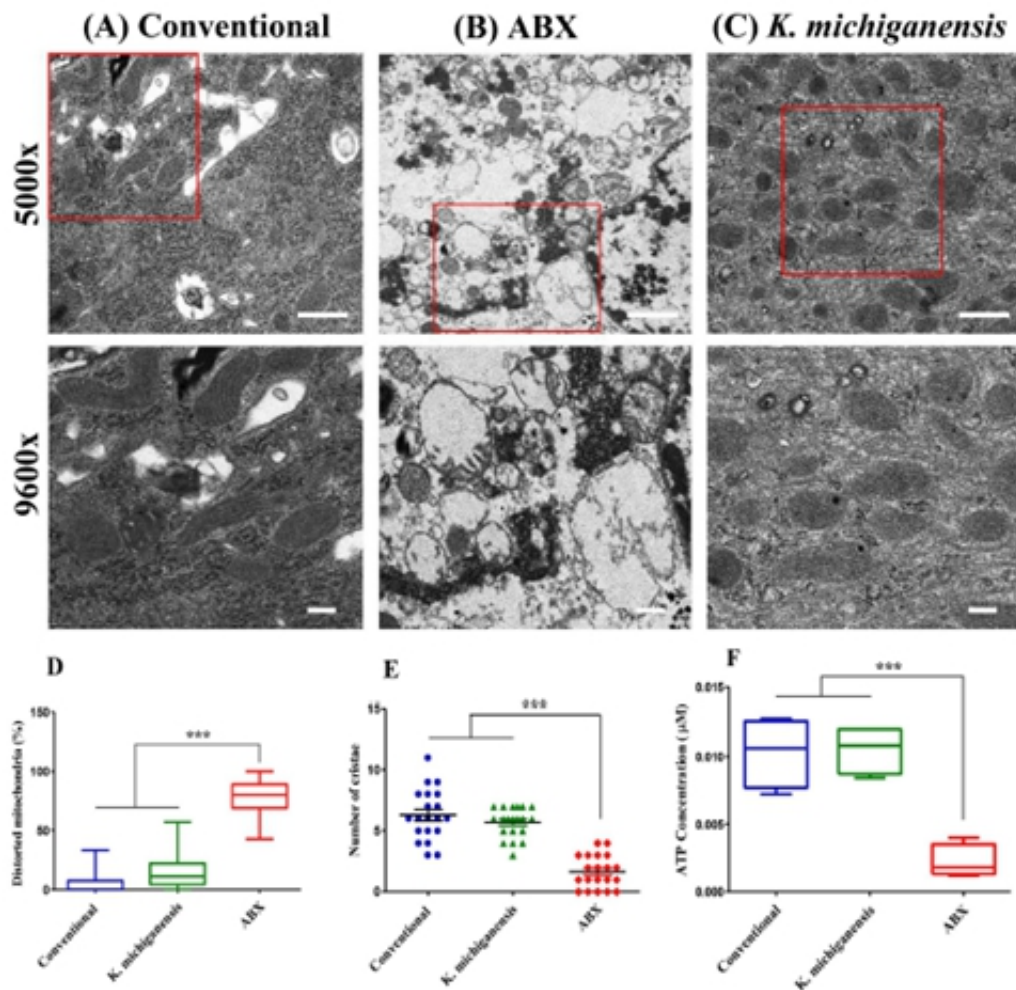 (A) Conventional
(B) ABX
(C) K. michiganensis
5000x
9600x
D
Distorted mitochondria (%)
150
100
50
0
***
Conventional
K. michiganensis
ABX
E
Number of cristae
15
10
5
0
***
Conventional
K. michiganensis
ABX
F
ATP Concentration ( μM)
0.015
0.010
0.005
0.000
***
Conventional
K. michiganensis
ABX